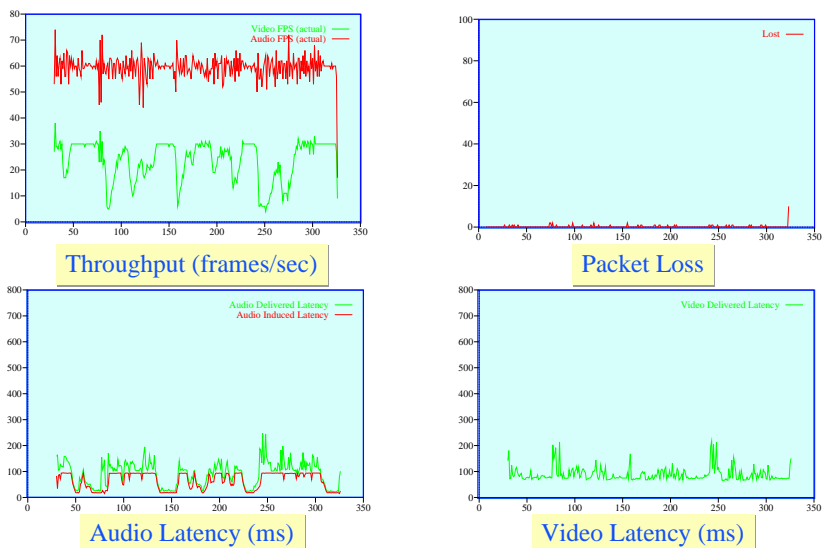 80
70
60
50
40
30
20
10
0
Video FPS (actual)
Audio FPS (actual)
0 50 100 150 200 250 300 350
Throughput (frames/sec)
100
80
60
40
20
0
Lost
0 50 100 150 200 250 300 350
Packet Loss
800
700
600
500
400
300
200
100
0
Audio Delivered Latency
Audio Induced Latency
0 50 100 150 200 250 300 350
Audio Latency (ms)
800
700
600
500
400
300
200
100
0
Video Delivered Latency
0 50 100 150 200 250 300 350
Video Latency (ms)